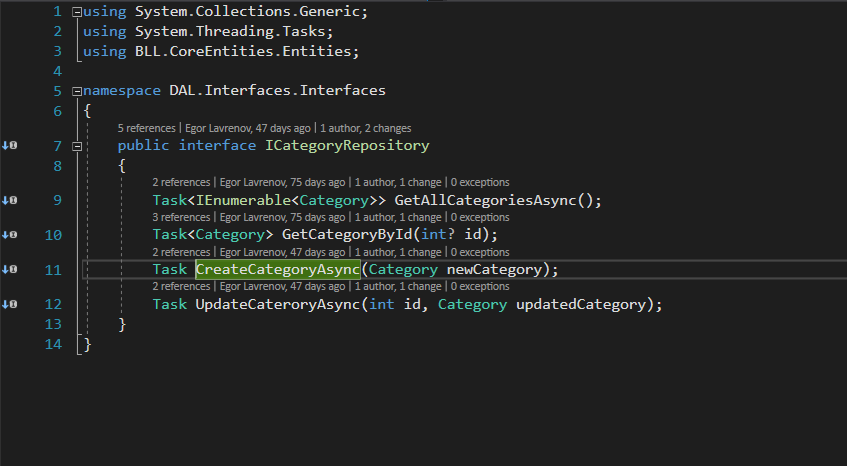 1 using System.Collections.Generic;
2 using System.Threading.Tasks;
3 using BLL.CoreEntities.Entities;
4
5 namespace DAL.Interfaces.Interfaces
6 {
5 references | Egor Lavrenov, 47 days ago | 1 author, 2 changes
7 public interface ICategoryRepository
8 {
2 references | Egor Lavrenov, 75 days ago | 1 author, 1 change | 0 exceptions
9 Task<IEnumerable<Category>> GetAllCategoriesAsync();
3 references | Egor Lavrenov, 75 days ago | 1 author, 1 change | 0 exceptions
10 Task<Category> GetCategoryById(int? id);
2 references | Egor Lavrenov, 47 days ago | 1 author, 1 change | 0 exceptions
11 Task CreateCategoryAsync(Category newCategory);
2 references | Egor Lavrenov, 47 days ago | 1 author, 1 change | 0 exceptions
12 Task UpdateCateroryAsync(int id, Category updatedCategory);
13 }
14 }